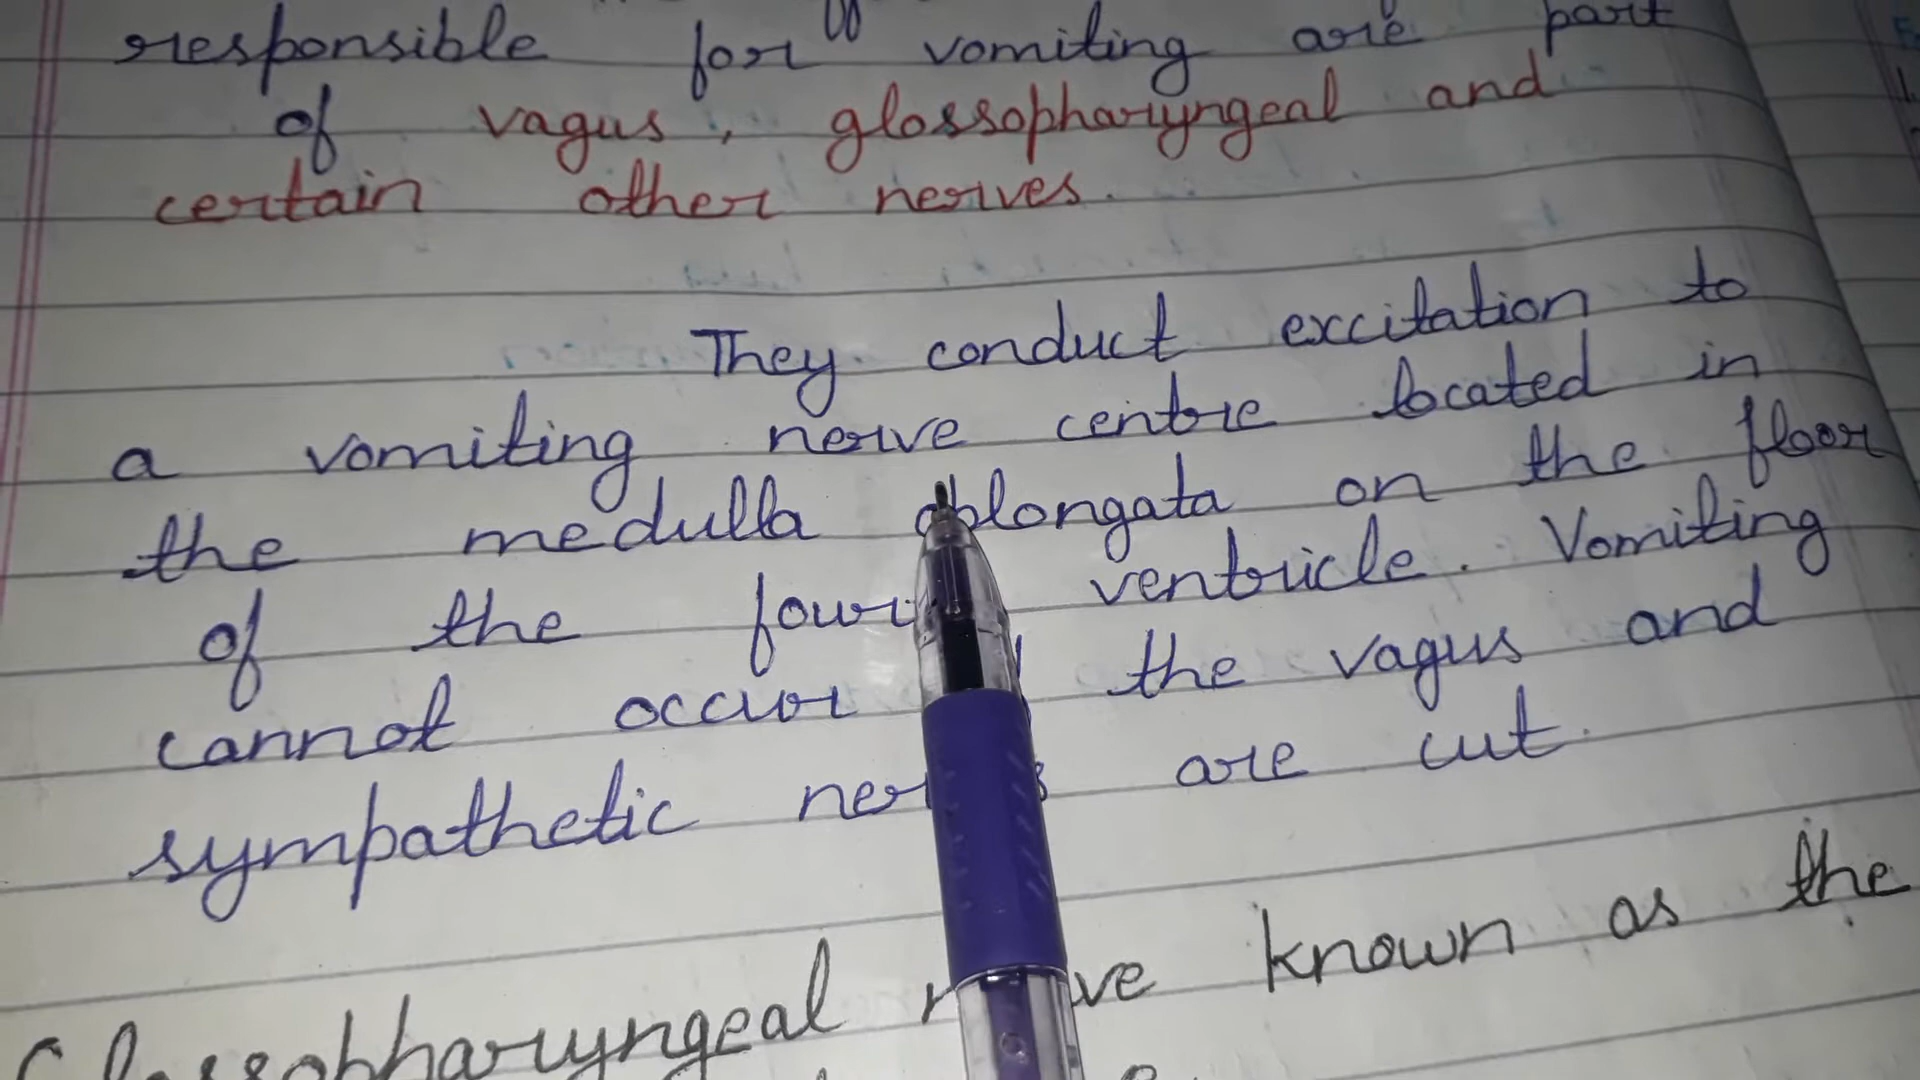 responsible for vomiting are part
of vagus, glossopharyngeal and
certain other nerves.
They conduct excitation to
a vomiting nerve centre located in
the medulla oblongata on the floor
of the four ventricle. Vomiting
cannot occur the vagus and
sympathetic are cut.
Glossopharyngeal known as the